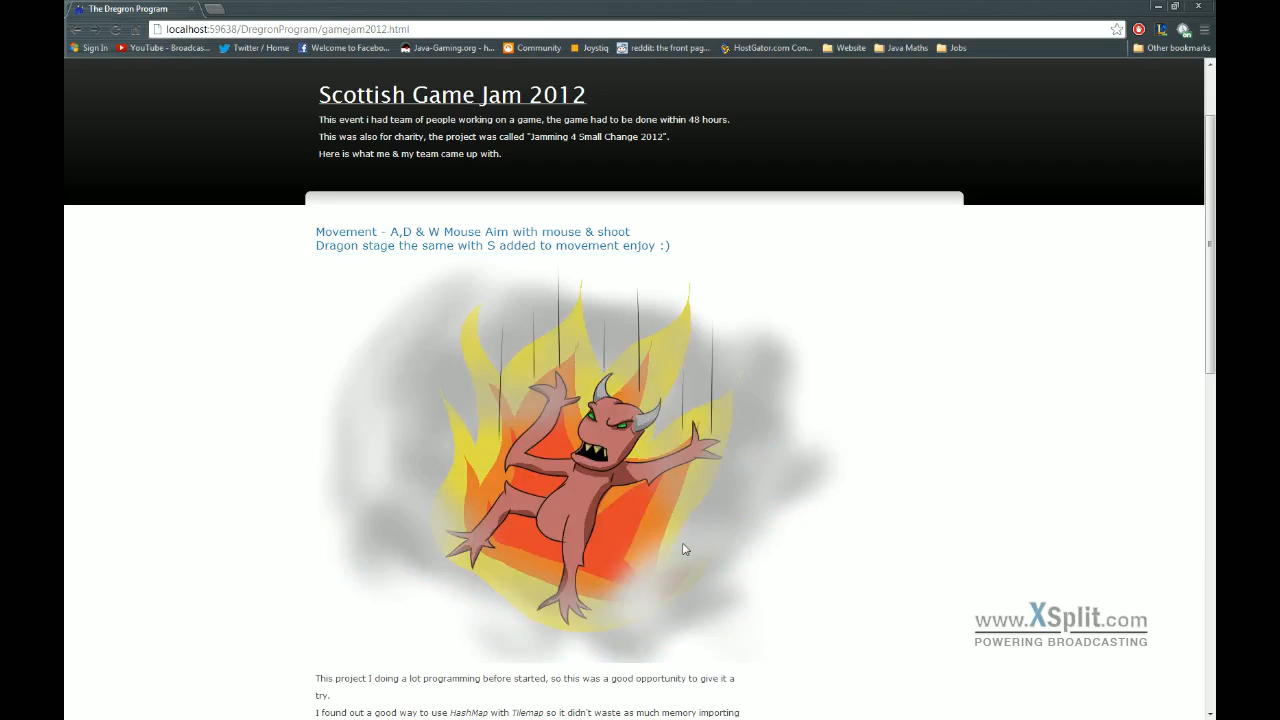 The Dregron Program
localhost:59638/DregronProgram/gamejam2012.html
Sign In YouTube - Broadcas... Twitter / Home Welcome to Facebo... Java-Gaming.org - h... Community Joystiq reddit: the front pag... HostGator.com Con... Website Java Maths Jobs Other bookmarks
Scottish Game Jam 2012
This event i had team of people working on a game, the game had to be done within 48 hours.
This was also for charity, the project was called "Jamming 4 Small Change 2012".
Here is what me & my team came up with.
Movement - A,D & W Mouse Aim with mouse & shoot
Dragon stage the same with S added to movement enjoy :)
www.XSplit.com
POWERING BROADCASTING
This project I doing a lot programming before started, so this was a good opportunity to give it a
try.
I found out a good way to use HashMap with Tilemap so it didn't waste as much memory importing